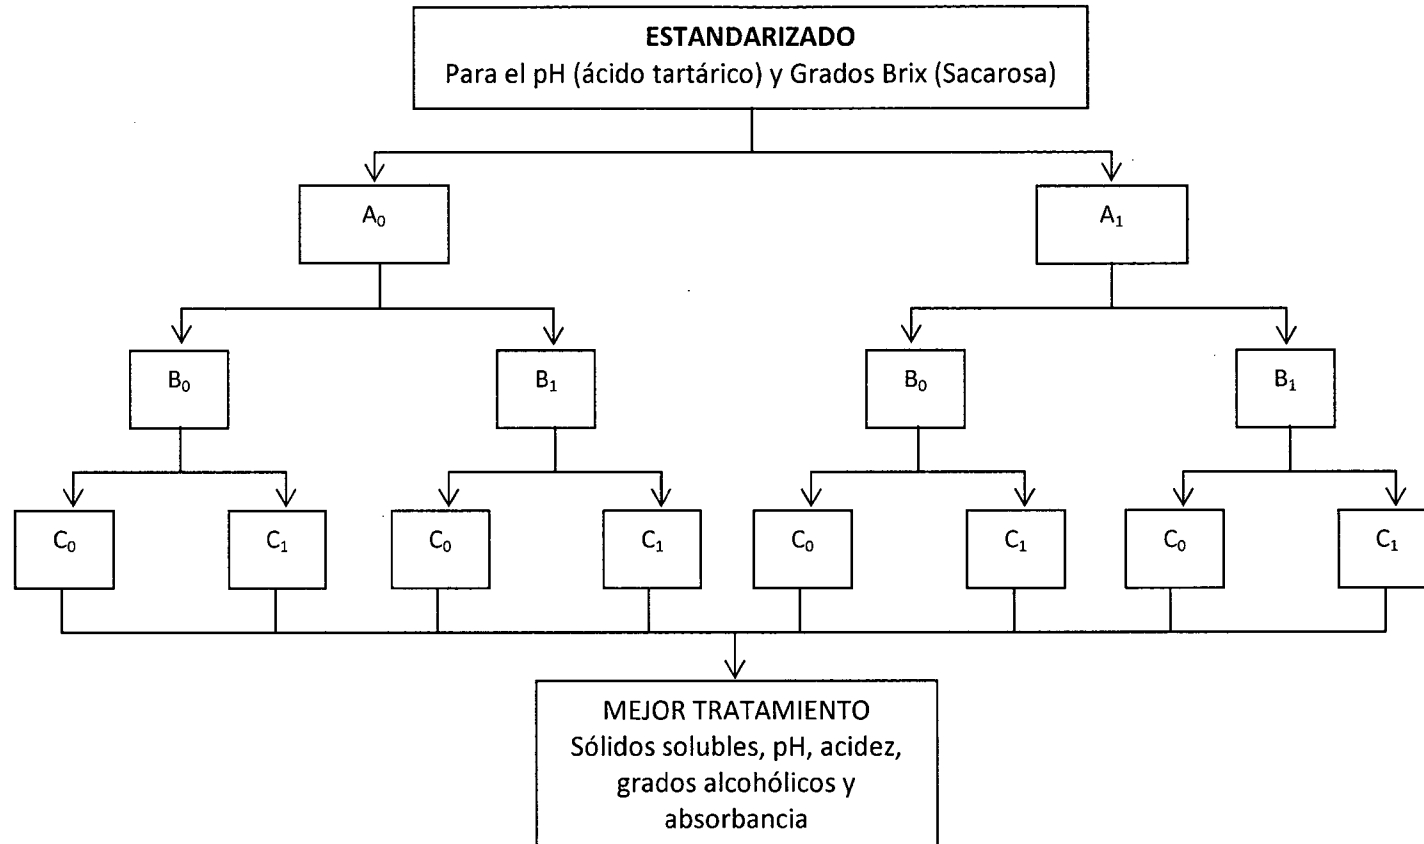 ESTANDARIZADO
Para el pH (ácido tartárico) y Grados Brix (Sacarosa)
A₀
A₁
B₀
B₁
B₀
B₁
C₀
C₁
C₀
C₁
C₀
C₁
C₀
C₁
MEJOR TRATAMIENTO
Sólidos solubles, pH, acidez,
grados alcohólicos y
absorbancia